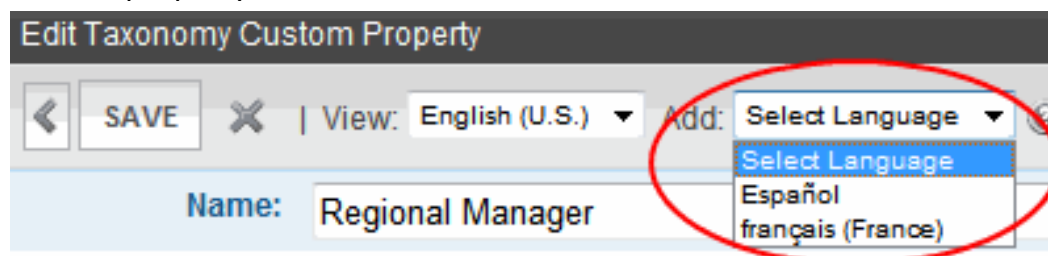 Edit Taxonomy Custom Property
SAVE | View: English (U.S.) Add: Select Language
Select Language
Español
français (France)
Name: Regional Manager